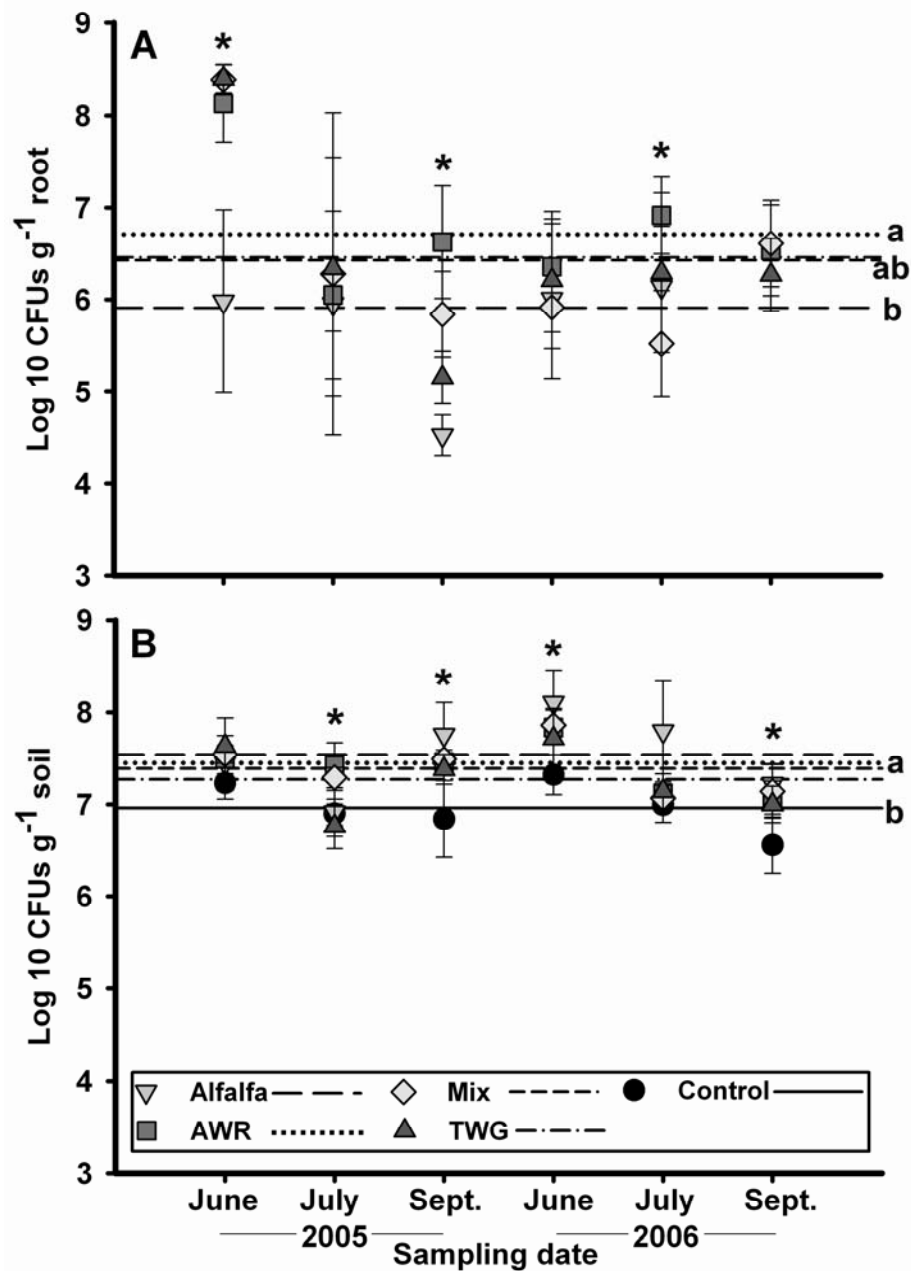 A
*
*
*
9
8
7
6
5
4
3
Log 10 CFUs g⁻¹ root
a
ab
b
B
*
*
*
*
9
8
7
6
5
4
3
Log 10 CFUs g⁻¹ soil
a
b
Alfalfa Mix Control
AWR TWG
June July Sept. June July Sept.
2005 2006
Sampling date